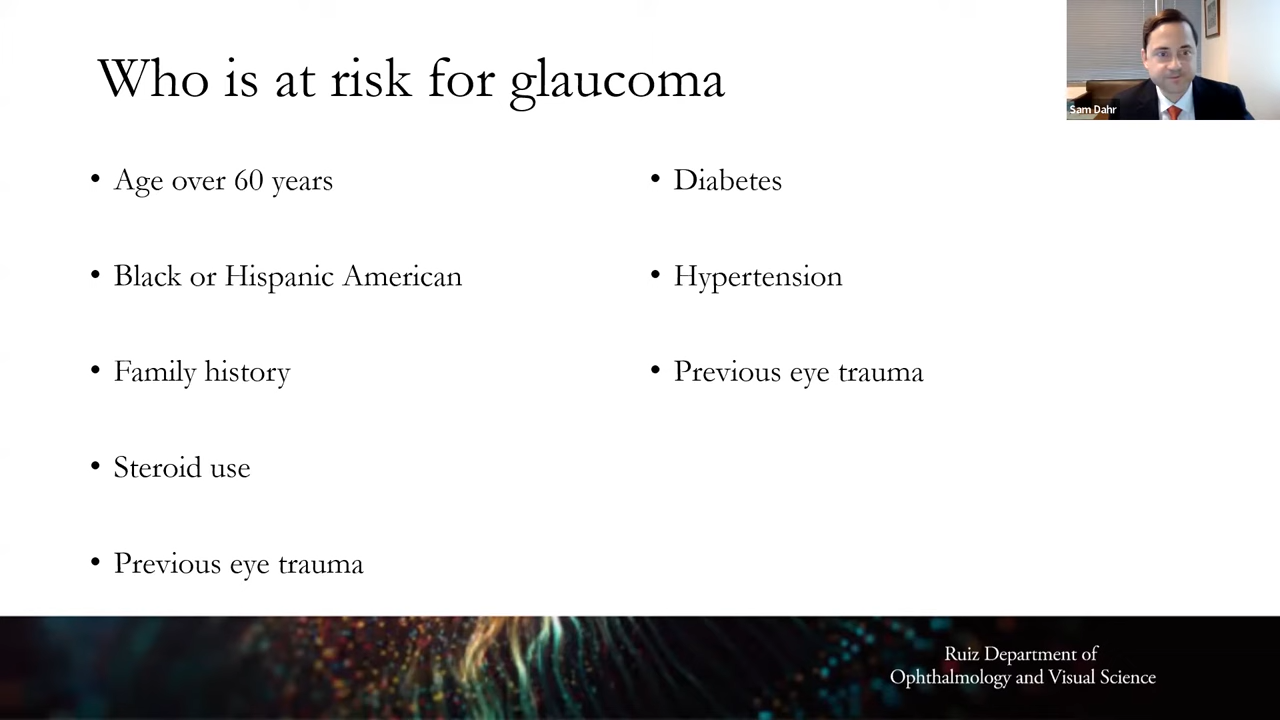 Who is at risk for glaucoma
Sam Dahr
• Age over 60 years
• Black or Hispanic American
• Family history
• Steroid use
• Previous eye trauma
• Diabetes
• Hypertension
• Previous eye trauma
Ruiz Department of
Ophthalmology and Visual Science